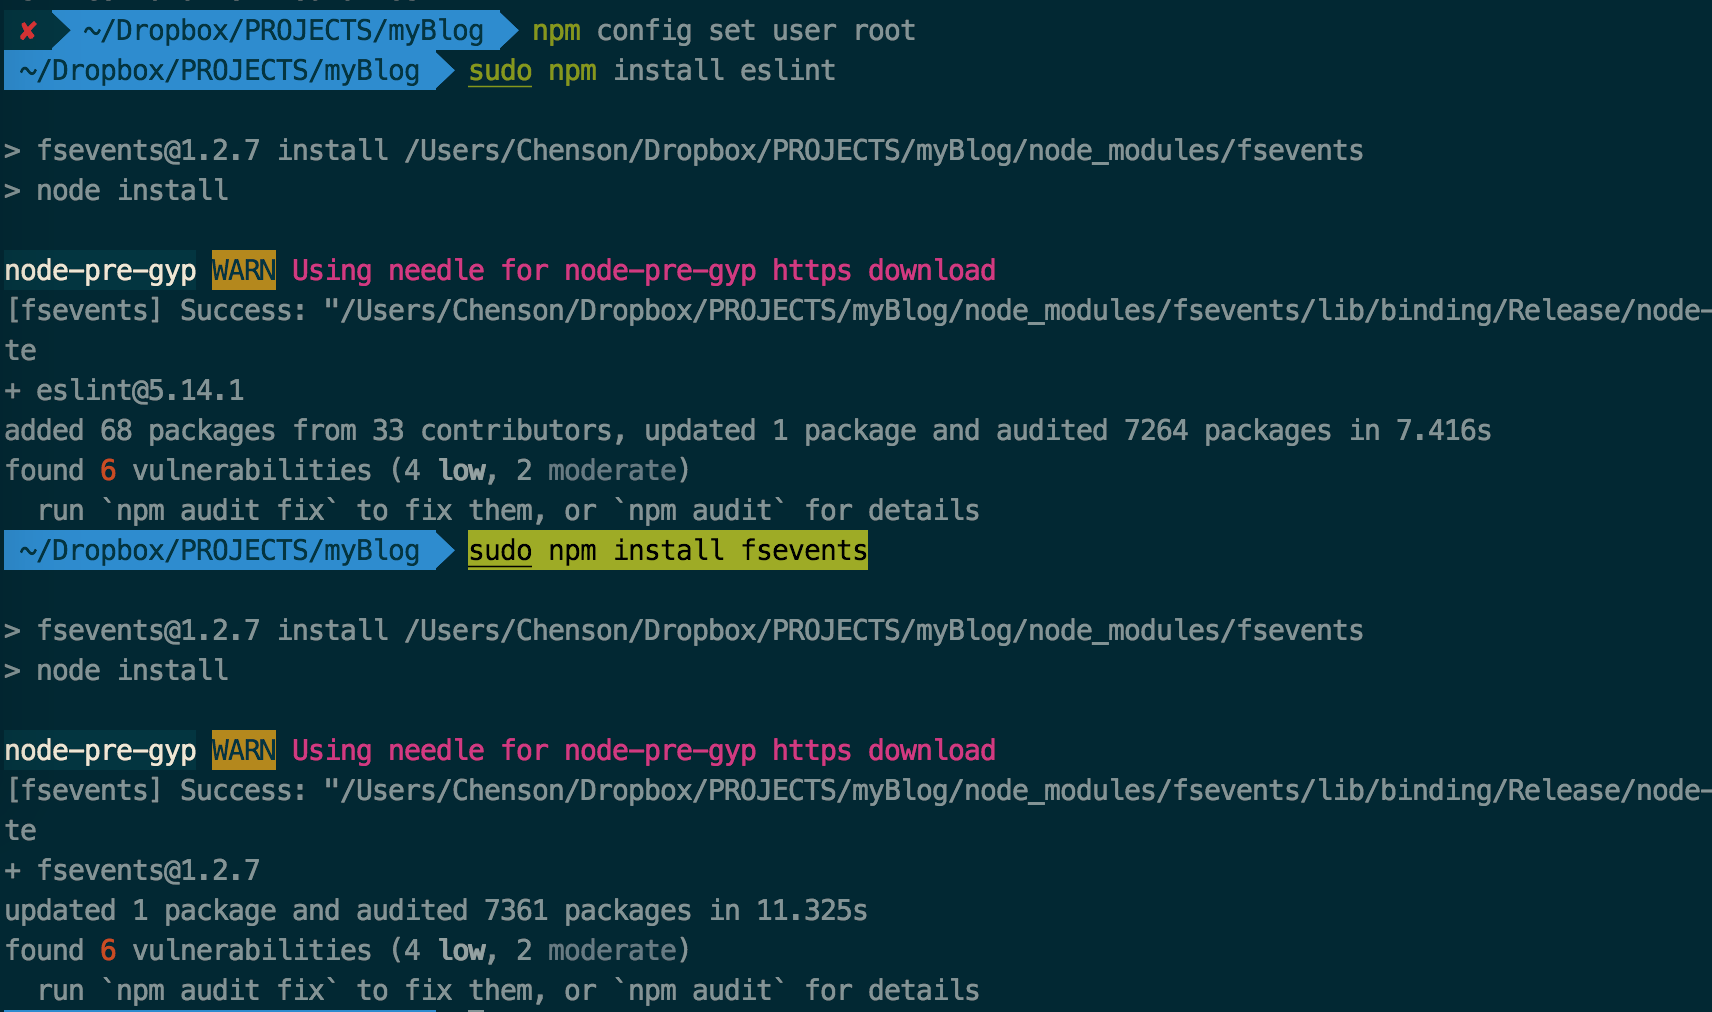 ✘ ~/Dropbox/PROJECTS/myBlog npm config set user root
~/Dropbox/PROJECTS/myBlog sudo npm install eslint
> fsevents@1.2.7 install /Users/Chenson/Dropbox/PROJECTS/myBlog/node_modules/fsevents
> node install
node-pre-gyp WARN Using needle for node-pre-gyp https download
[fsevents] Success: "/Users/Chenson/Dropbox/PROJECTS/myBlog/node_modules/fsevents/lib/binding/Release/node-
te
+ eslint@5.14.1
added 68 packages from 33 contributors, updated 1 package and audited 7264 packages in 7.416s
found 6 vulnerabilities (4 low, 2 moderate)
  run `npm audit fix` to fix them, or `npm audit` for details
~/Dropbox/PROJECTS/myBlog sudo npm install fsevents
> fsevents@1.2.7 install /Users/Chenson/Dropbox/PROJECTS/myBlog/node_modules/fsevents
> node install
node-pre-gyp WARN Using needle for node-pre-gyp https download
[fsevents] Success: "/Users/Chenson/Dropbox/PROJECTS/myBlog/node_modules/fsevents/lib/binding/Release/node-
te
+ fsevents@1.2.7
updated 1 package and audited 7361 packages in 11.325s
found 6 vulnerabilities (4 low, 2 moderate)
  run `npm audit fix` to fix them, or `npm audit` for details